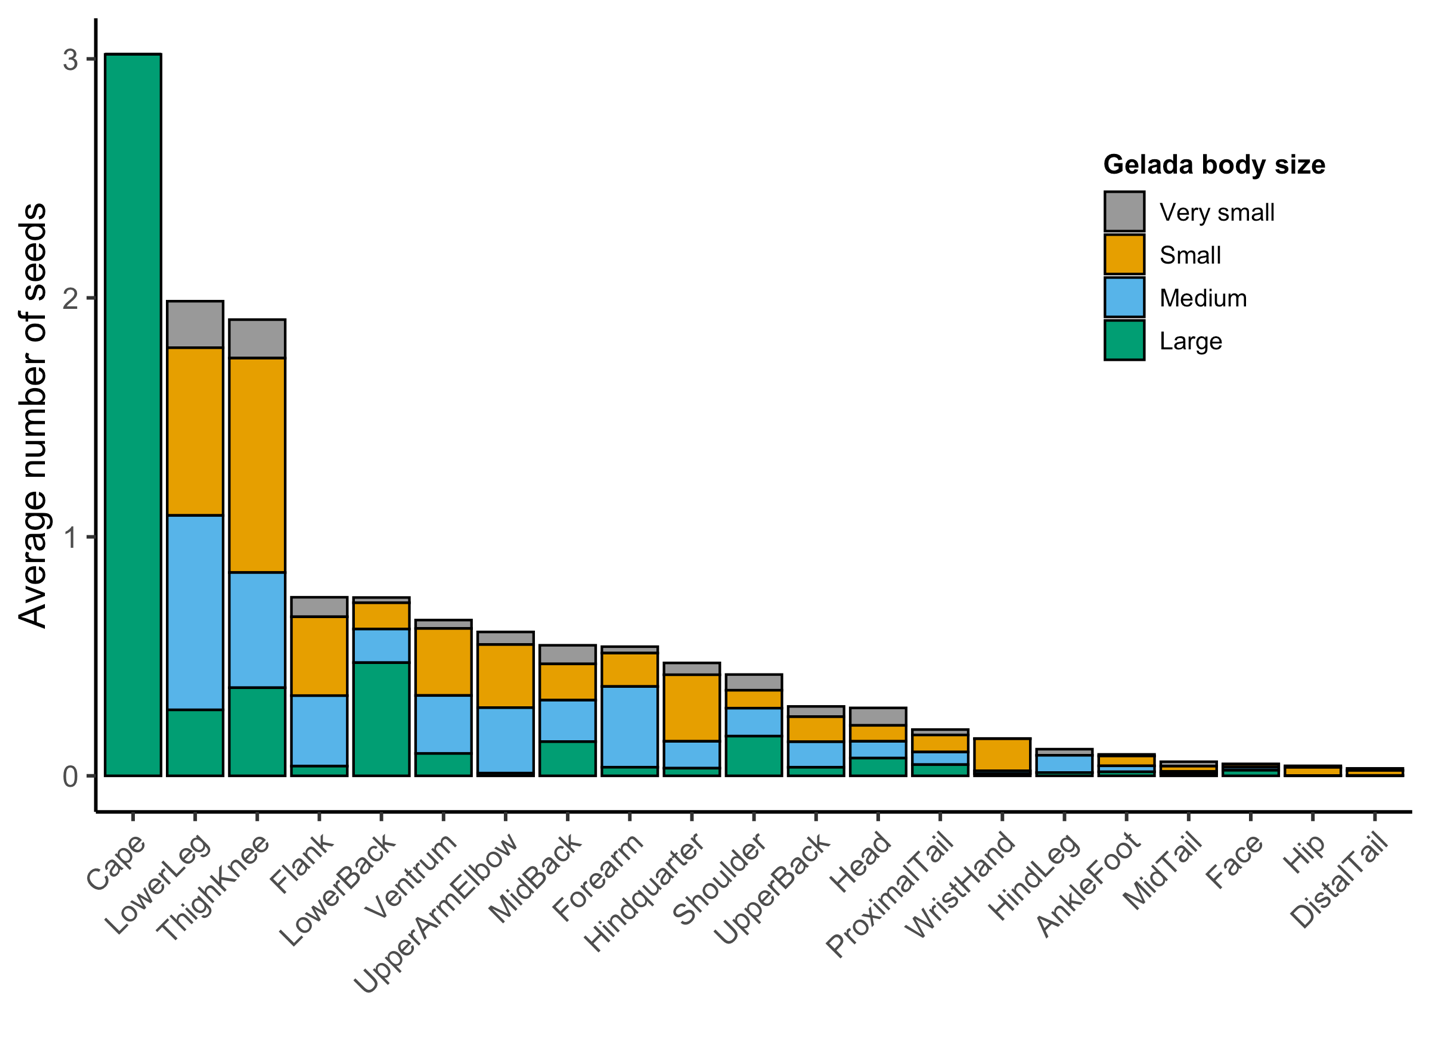 Average number of seeds
3
2
1
0
Gelada body size
Very small
Small
Medium
Large
Cape
LowerLeg
ThighKnee
Flank
LowerBack
Ventrum
UpperArmElbow
MidBack
Forearm
Hindquarter
Shoulder
UpperBack
Head
ProximalTail
WristHand
HindLeg
AnkleFoot
MidTail
Face
Hip
DistalTail